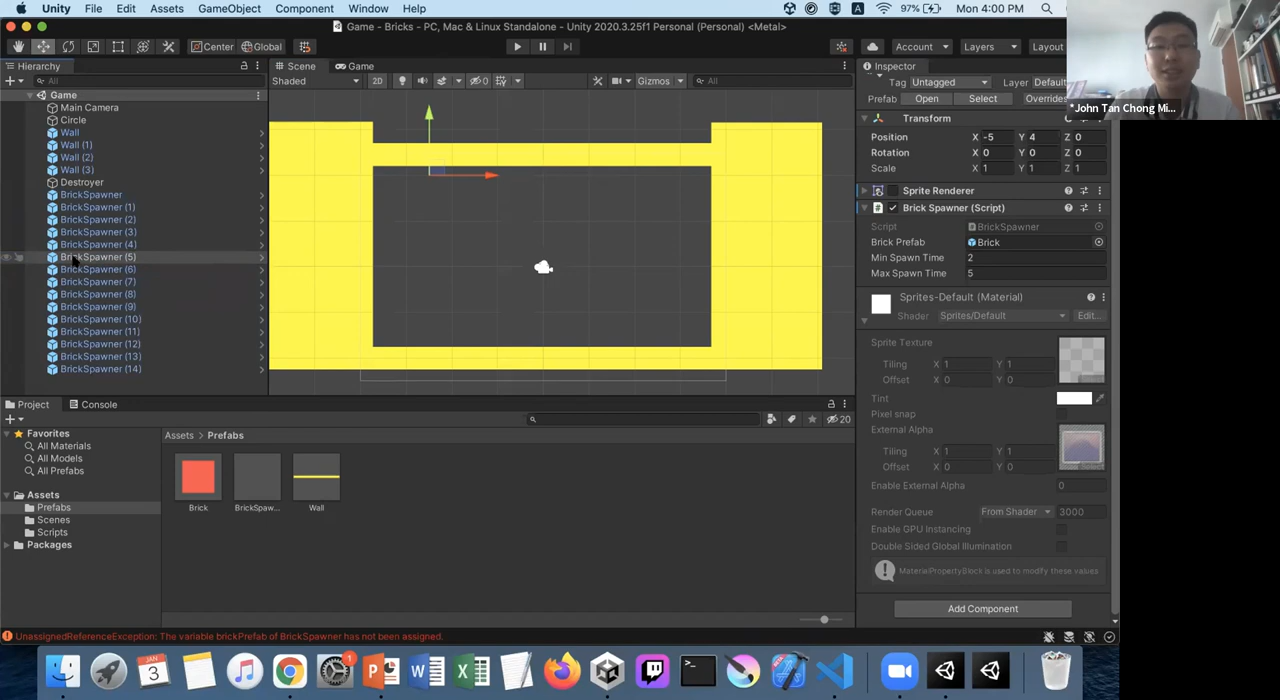 Unity File Edit Assets GameObject Component Window Help 97% Mon 4:00 PM
Game - Bricks - PC, Mac & Linux Standalone - Unity 2020.3.25f1 Personal (Personal) <Metal>
Center Global Account Layers Layout
Hierarchy Scene Game Inspector
All Shaded 2D 0 Gizmos All Tag Untagged Layer Default
Game Prefab Open Select Overrides
*John Tan Chong Mi...
Main Camera
Circle
Wall
Wall (1)
Wall (2)
Wall (3)
Destroyer
BrickSpawner
BrickSpawner (1)
BrickSpawner (2)
BrickSpawner (3)
BrickSpawner (4)
BrickSpawner (5)
BrickSpawner (6)
BrickSpawner (7)
BrickSpawner (8)
BrickSpawner (9)
BrickSpawner (10)
BrickSpawner (11)
BrickSpawner (12)
BrickSpawner (13)
BrickSpawner (14)
Transform
Position X -5 Y 4 Z 0
Rotation X 0 Y 0 Z 0
Scale X 1 Y 1 Z 1
Sprite Renderer
# Brick Spawner (Script)
Script BrickSpawner
Brick Prefab Brick
Min Spawn Time 2
Max Spawn Time 5
Sprites-Default (Material)
Shader Sprites/Default Edit...
Sprite Texture
Tiling X 1 Y 1
Offset X 0 Y 0
Tint
Pixel snap
External Alpha
Tiling X 1 Y 1
Offset X 0 Y 0
Enable External Alpha 0
Render Queue From Shader 3000
Enable GPU Instancing
Double Sided Global Illumination
MaterialPropertyBlock is used to modify these values
Add Component
Project Console
20
Favorites
All Materials
All Models
All Prefabs
Assets
Prefabs
Scenes
Scripts
Packages
Assets > Prefabs
Brick BrickSpaw... Wall
UnassignedReferenceException: The variable brickPrefab of BrickSpawner has not been assigned.
JAN
3
1